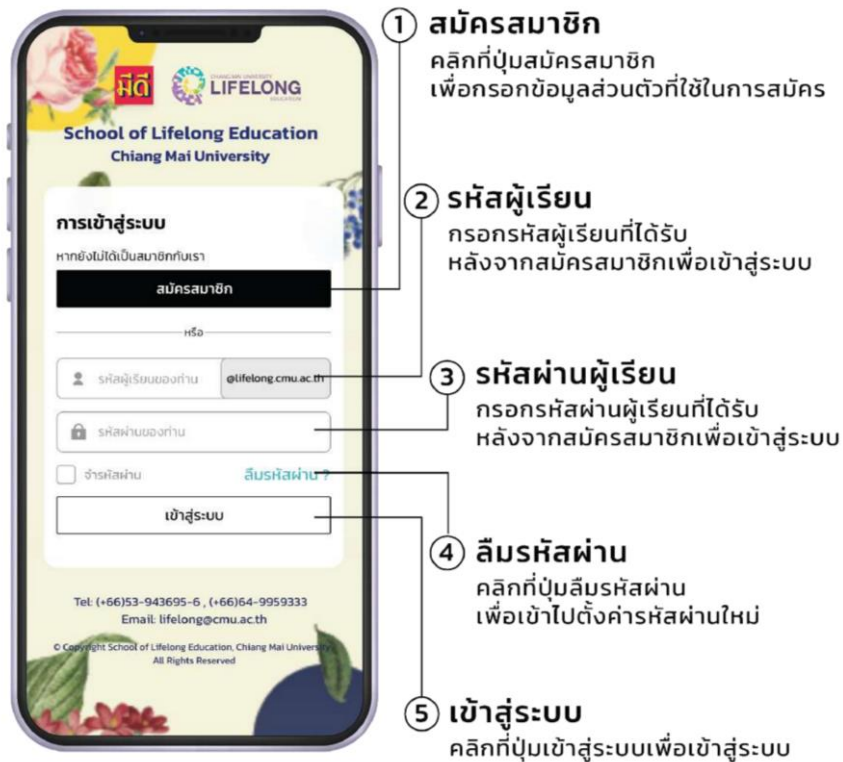 มีดี
CHIANG MAI UNIVERSITY
LIFELONG
EDUCATION
School of Lifelong Education
Chiang Mai University
การเข้าสู่ระบบ
หากยังไม่ได้เป็นสมาชิกกับเรา
สมัครสมาชิก
หรือ
รหัสผู้เรียนของท่าน @lifelong.cmu.ac.th
รหัสผ่านของท่าน
จำรหัสผ่าน ลืมรหัสผ่าน ?
เข้าสู่ระบบ
Tel: (+66)53-943695-6 , (+66)64-9959333
Email: lifelong@cmu.ac.th
© Copyright School of Lifelong Education, Chiang Mai University
All Rights Reserved
1 สมัครสมาชิก
คลิกที่ปุ่มสมัครสมาชิก
เพื่อกรอกข้อมูลส่วนตัวที่ใช้ในการสมัคร
2 รหัสผู้เรียน
กรอกรหัสผู้เรียนที่ได้รับ
หลังจากสมัครสมาชิกเพื่อเข้าสู่ระบบ
3 รหัสผ่านผู้เรียน
กรอกรหัสผ่านผู้เรียนที่ได้รับ
หลังจากสมัครสมาชิกเพื่อเข้าสู่ระบบ
4 ลืมรหัสผ่าน
คลิกที่ปุ่มลืมรหัสผ่าน
เพื่อเข้าไปตั้งค่ารหัสผ่านใหม่
5 เข้าสู่ระบบ
คลิกที่ปุ่มเข้าสู่ระบบเพื่อเข้าสู่ระบบ